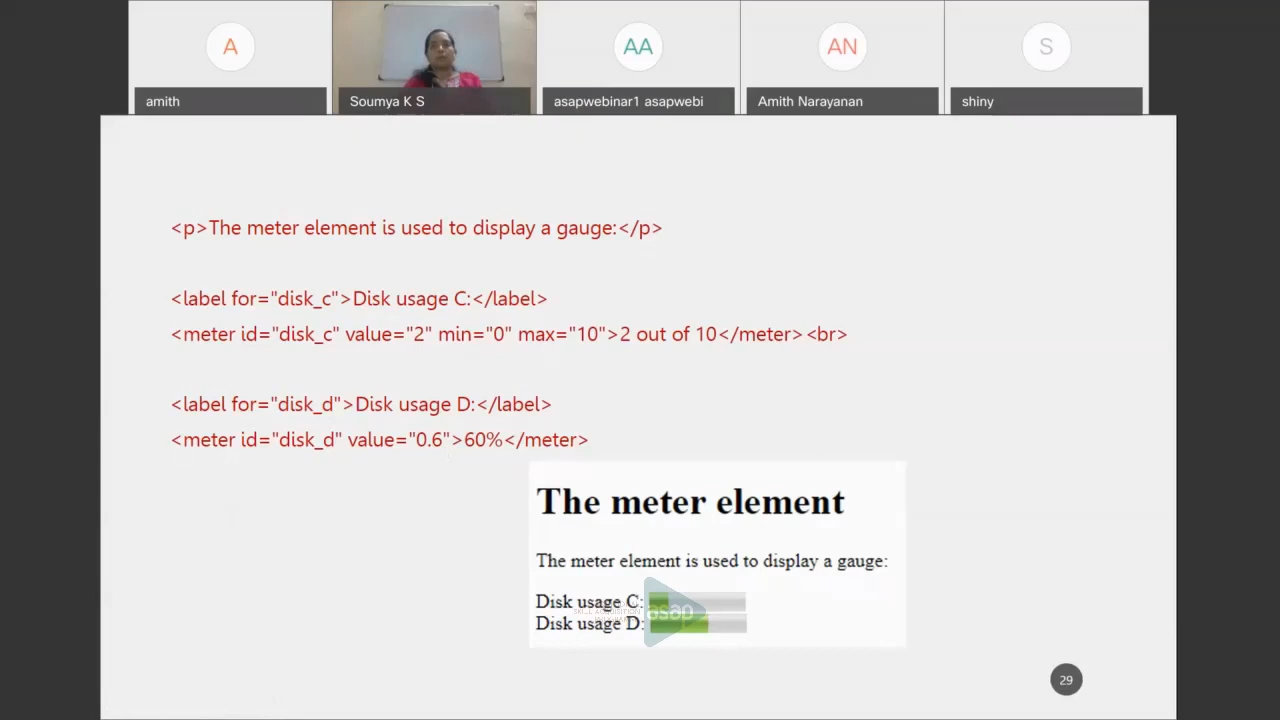 A
AA
AN
S
amith
Soumya K S
asapwebinar1 asapwebi
Amith Narayanan
shiny
<p>The meter element is used to display a gauge:</p>
<label for="disk_c">Disk usage C:</label>
<meter id="disk_c" value="2" min="0" max="10">2 out of 10</meter><br>
<label for="disk_d">Disk usage D:</label>
<meter id="disk_d" value="0.6">60%</meter>
The meter element
The meter element is used to display a gauge:
Disk usage C:
Disk usage D:
asap
29